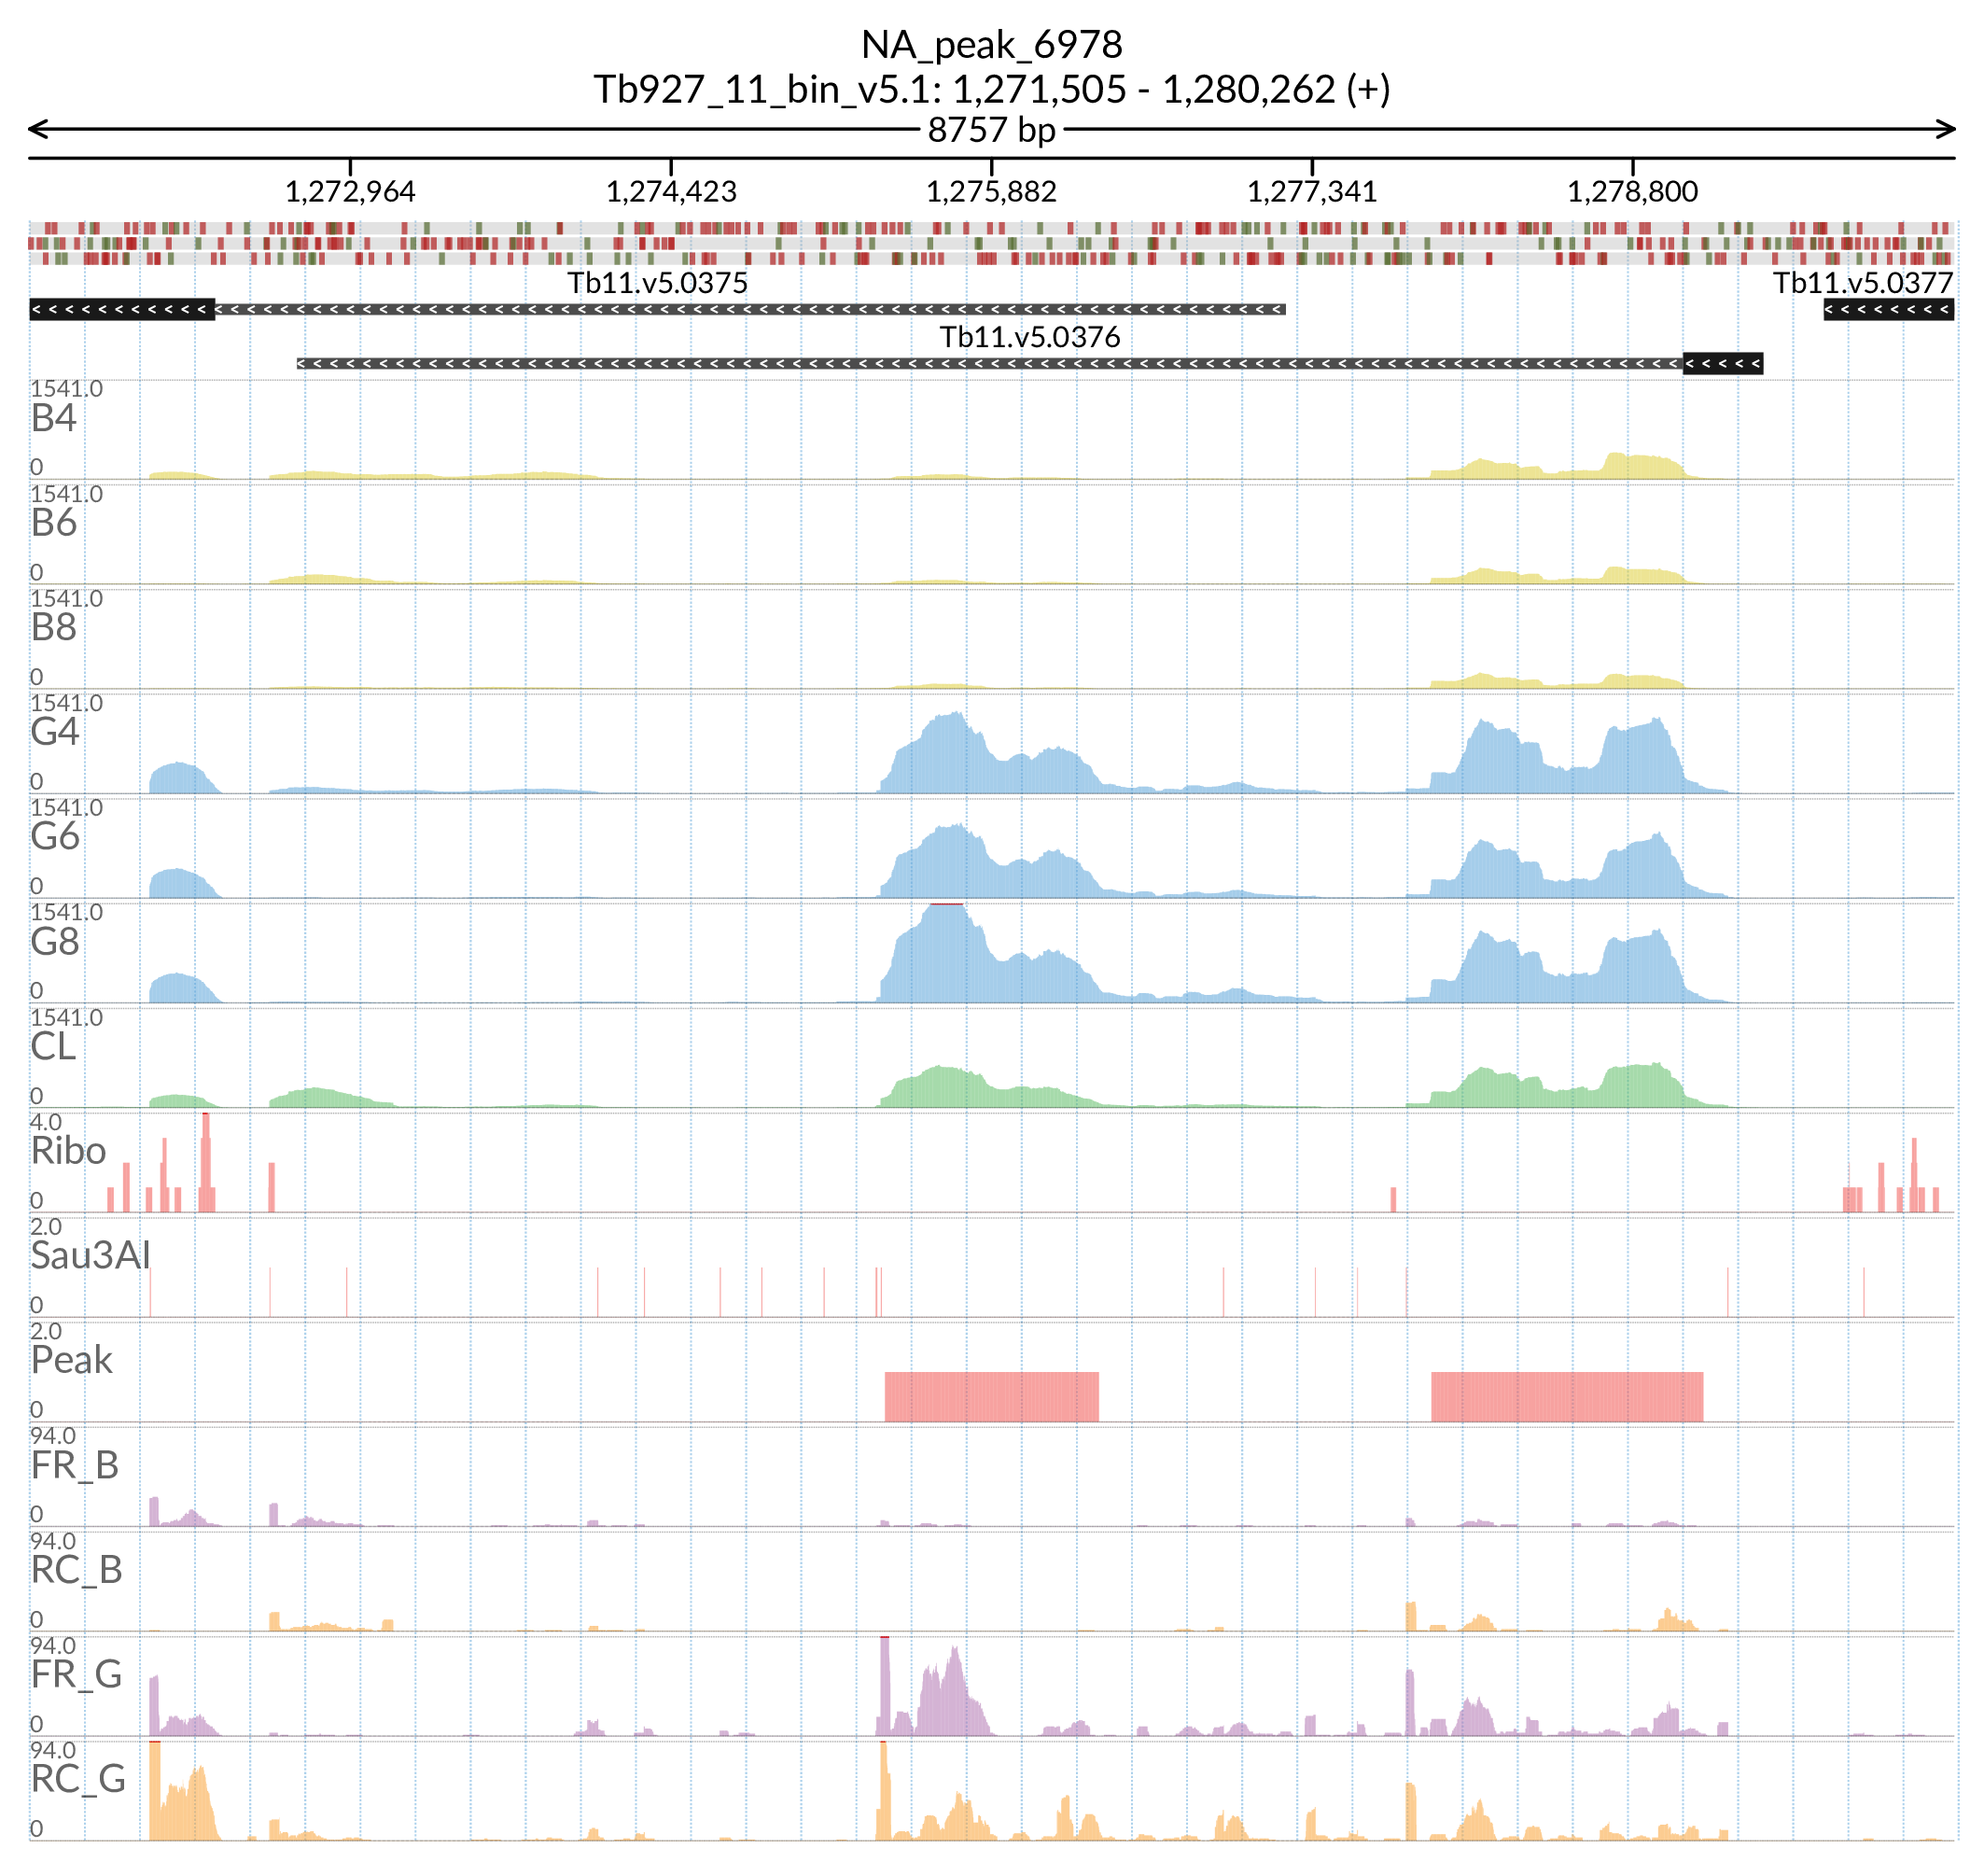 NA_peak_6978
Tb927_11_bin_v5.1: 1,271,505 - 1,280,262 (+)
8757 bp
1,272,964 1,274,423 1,275,882 1,277,341 1,278,800
Tb11.v5.0375 Tb11.v5.0377
Tb11.v5.0376
1541.0
B4
0
1541.0
B6
0
1541.0
B8
0
1541.0
G4
0
1541.0
G6
0
1541.0
G8
0
1541.0
CL
0
4.0
Ribo
0
2.0
Sau3AI
0
2.0
Peak
0
94.0
FR_B
0
94.0
RC_B
0
94.0
FR_G
0
94.0
RC_G
0